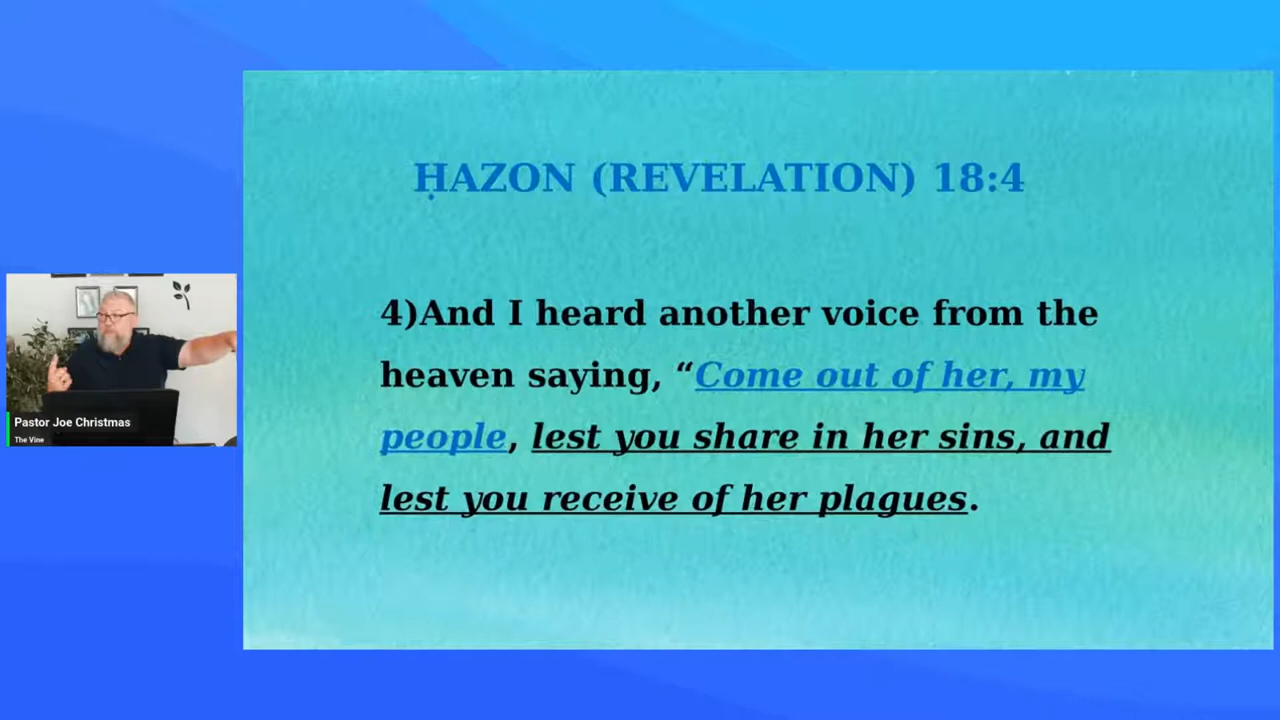 ḤAZON (REVELATION) 18:4
4)And I heard another voice from the
heaven saying, “Come out of her, my
people, lest you share in her sins, and
lest you receive of her plagues.
Pastor Joe Christmas
The Vine